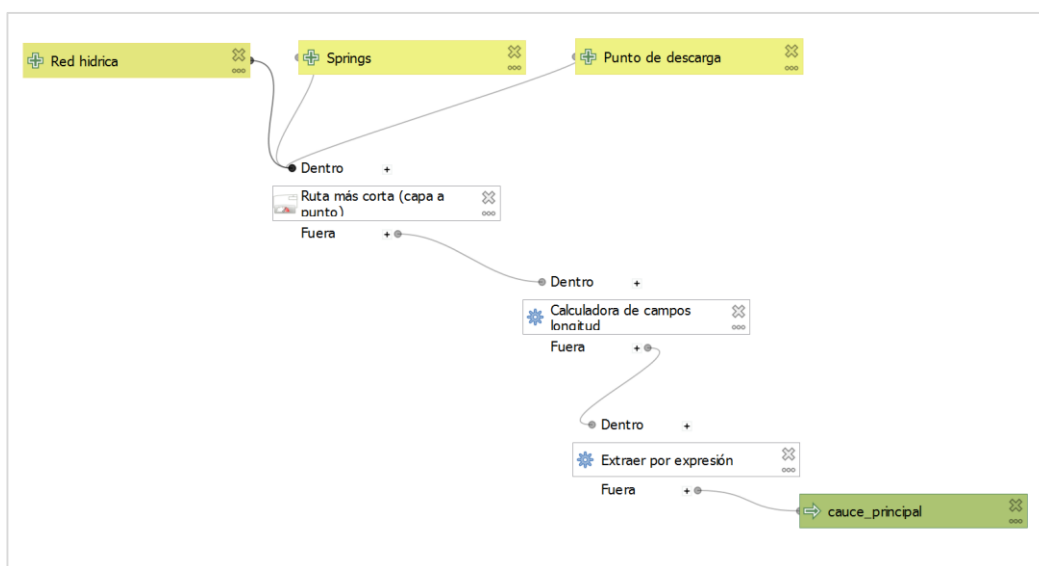 Red hidrica
Springs
Punto de descarga
Dentro
Ruta más corta (capa a
punto)
Fuera
Dentro
Calculadora de campos
longitud
Fuera
Dentro
Extraer por expresión
Fuera
cauce_principal